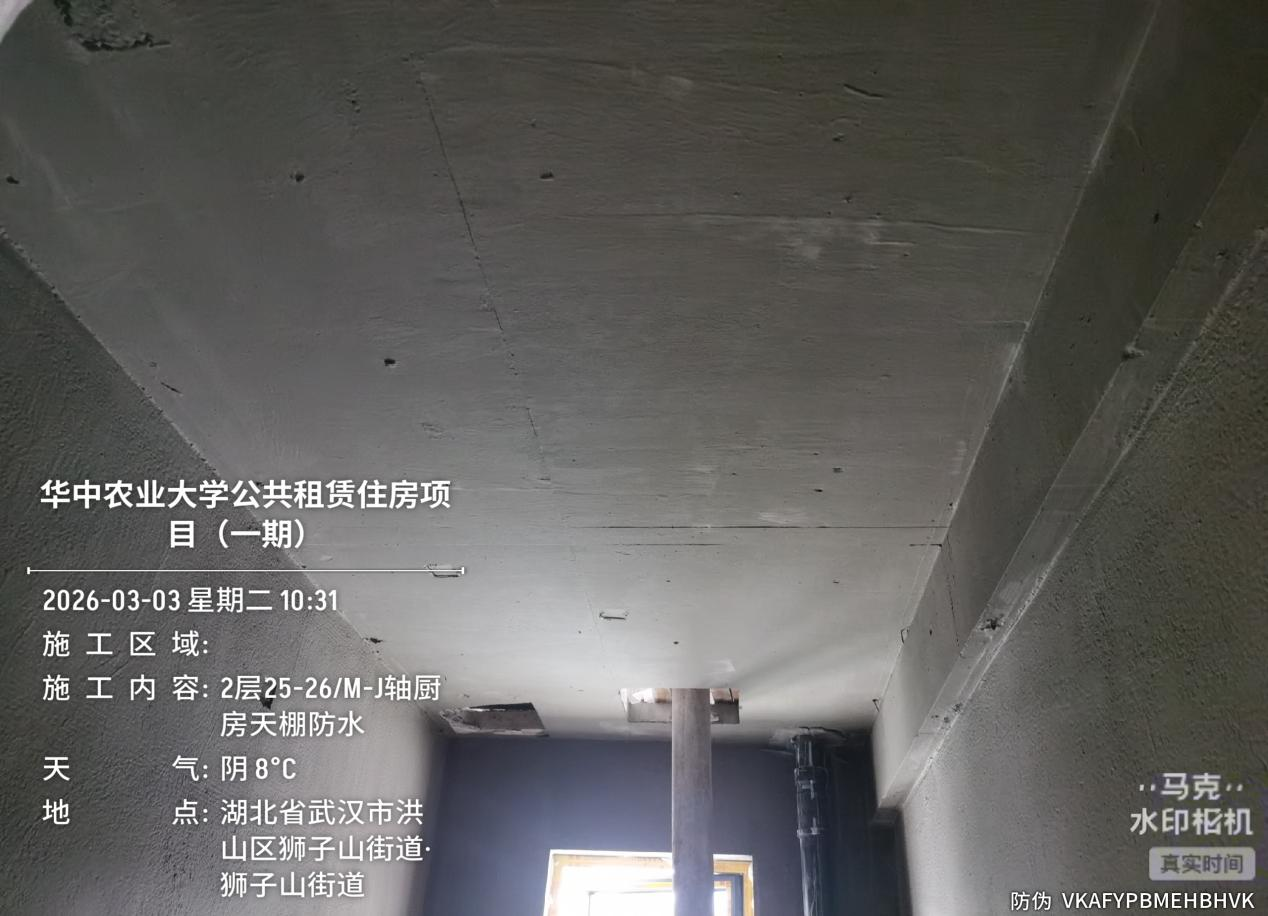 华中农业大学公共租赁住房项
目（一期）
2026-03-03 星期二 10:31
施工区域:
施工内容: 2层25-26/M-J轴厨
房天棚防水
天气: 阴 8°C
地点: 湖北省武汉市洪
山区狮子山街道·
狮子山街道
马克
水印相机
真实时间
防伪 VKAFYPBMEHBHVK